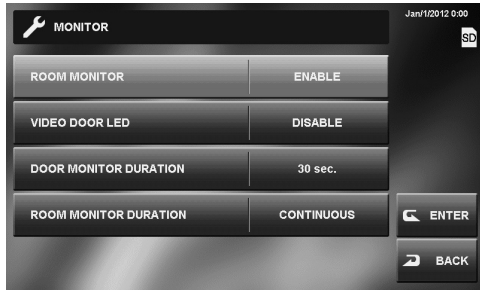 MONITOR
Jan/1/2012 0:00
SD
ROOM MONITOR ENABLE
VIDEO DOOR LED DISABLE
DOOR MONITOR DURATION 30 sec.
ROOM MONITOR DURATION CONTINUOUS
ENTER
BACK